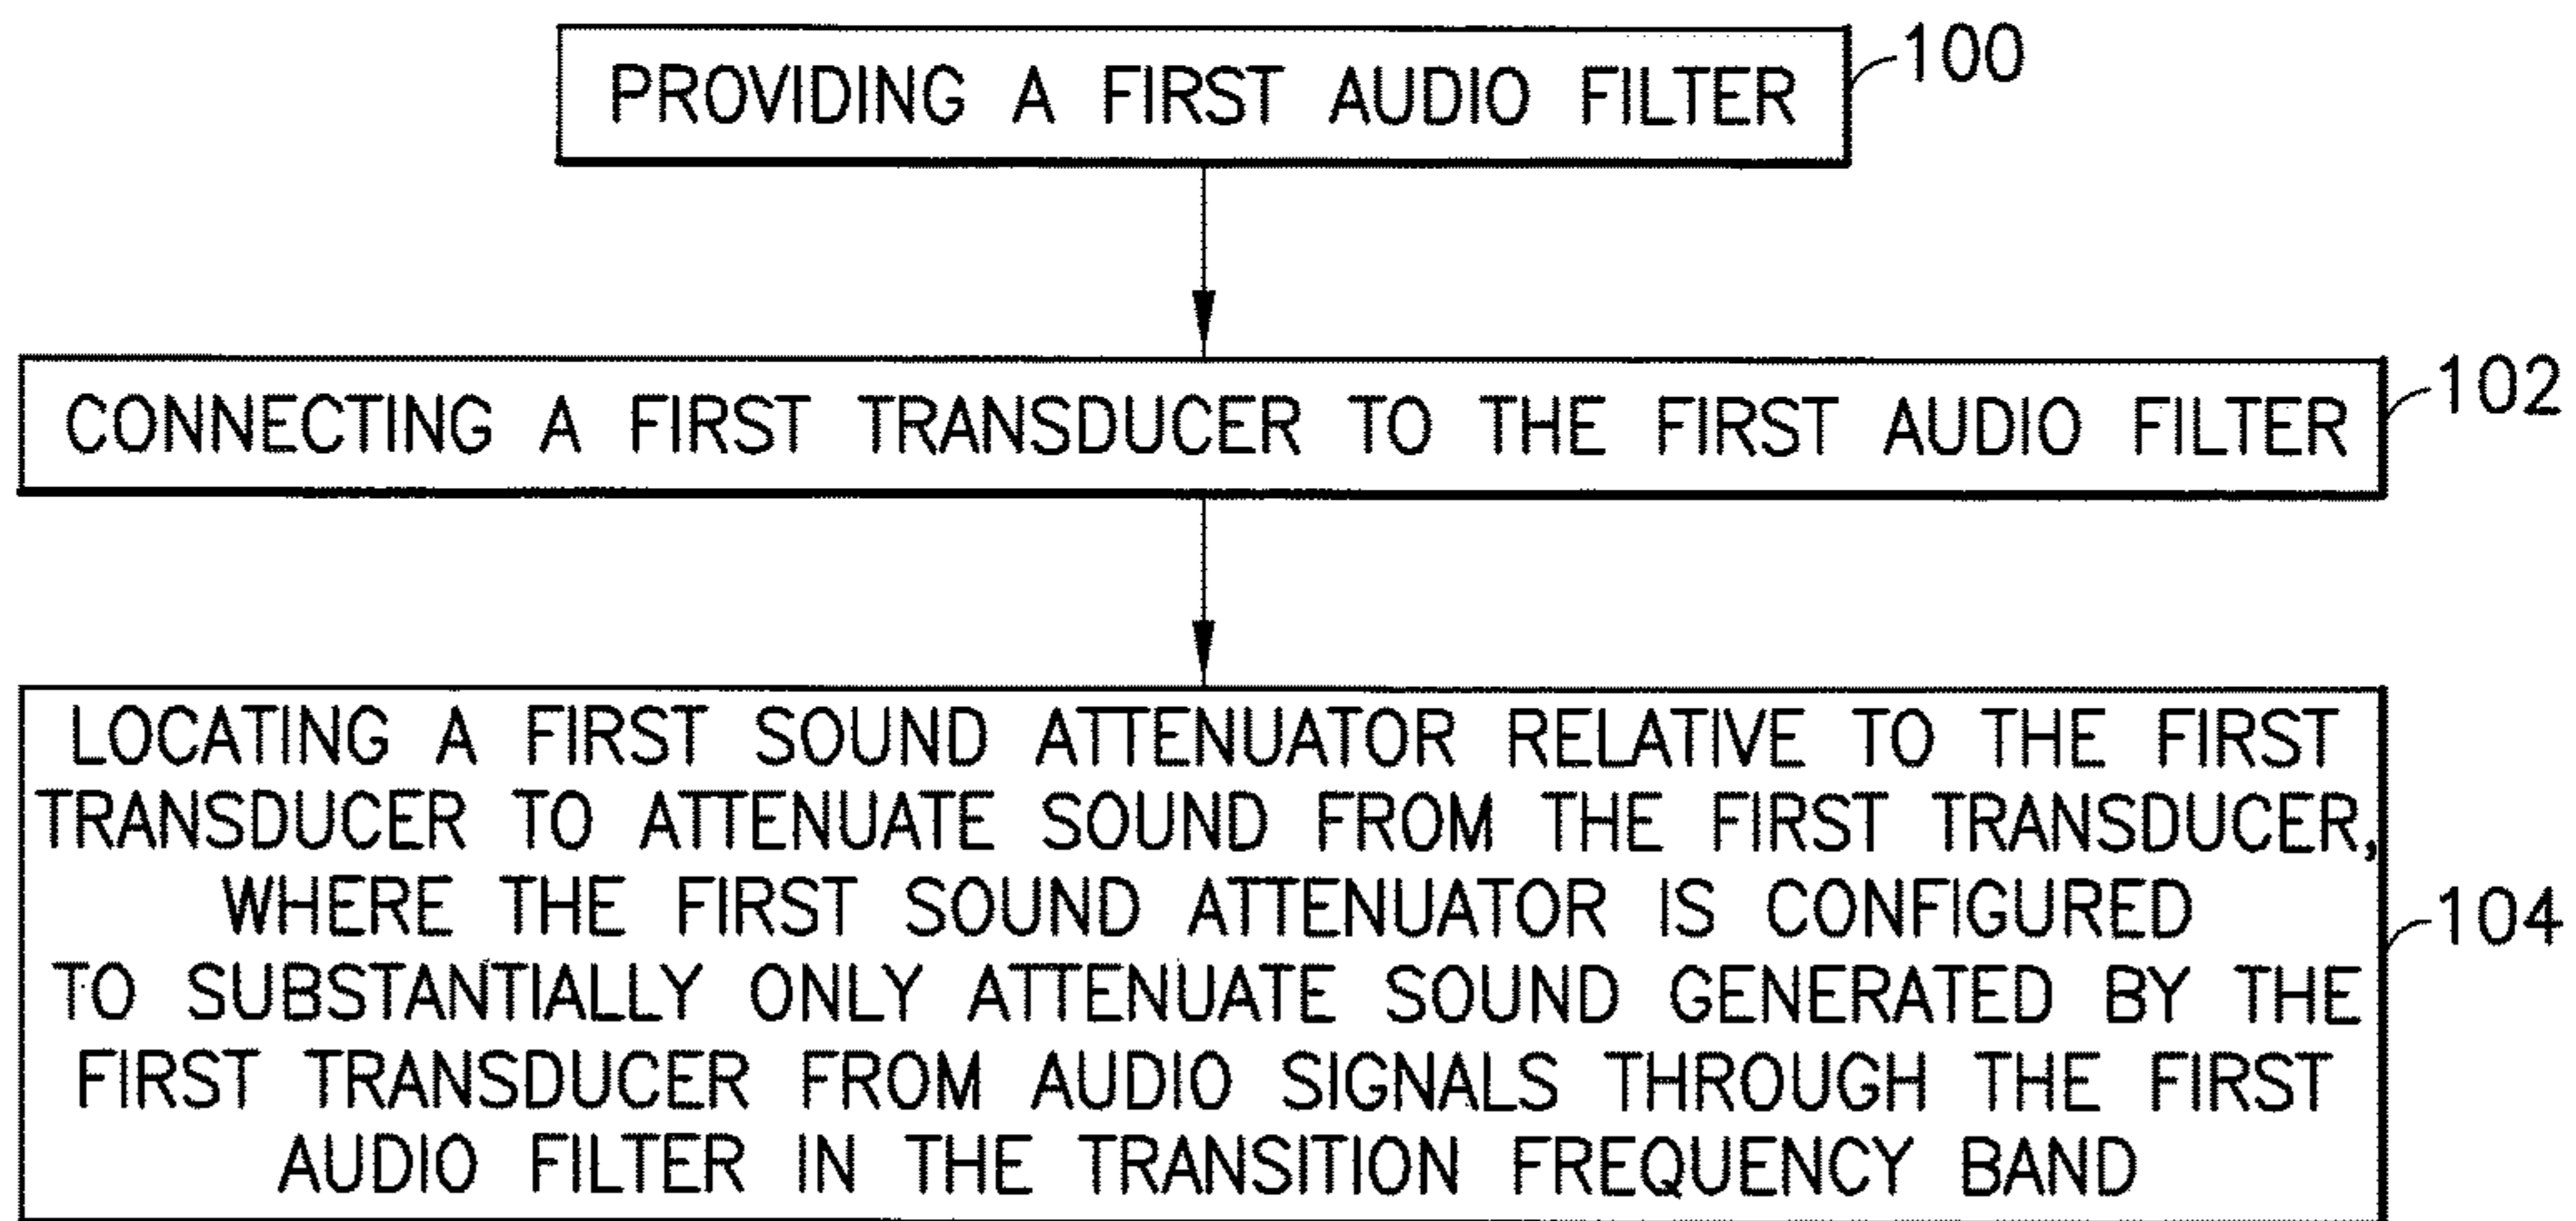 PROVIDING A FIRST AUDIO FILTER
100
CONNECTING A FIRST TRANSDUCER TO THE FIRST AUDIO FILTER
102
LOCATING A FIRST SOUND ATTENUATOR RELATIVE TO THE FIRST
TRANSDUCER TO ATTENUATE SOUND FROM THE FIRST TRANSDUCER,
WHERE THE FIRST SOUND ATTENUATOR IS CONFIGURED
TO SUBSTANTIALLY ONLY ATTENUATE SOUND GENERATED BY THE
FIRST TRANSDUCER FROM AUDIO SIGNALS THROUGH THE FIRST
AUDIO FILTER IN THE TRANSITION FREQUENCY BAND
104